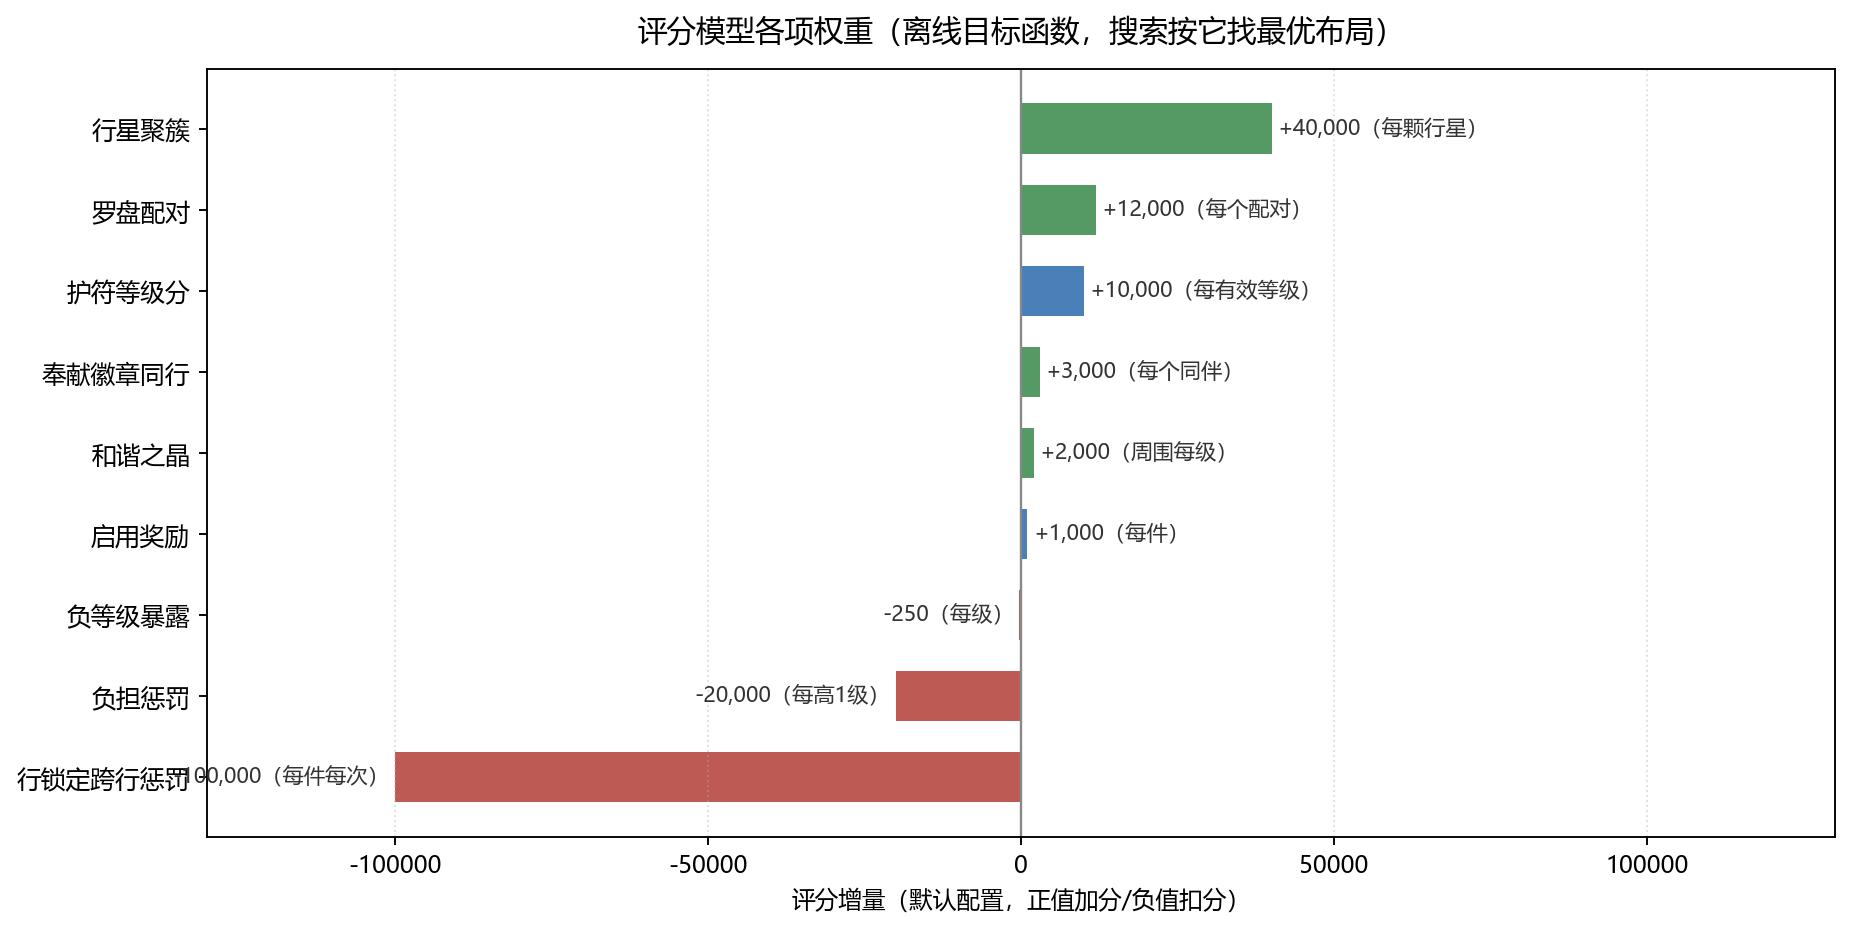 评分模型各项权重（离线目标函数，搜索按它找最优布局）
行星聚簇 +40,000（每颗行星）
罗盘配对 +12,000（每个配对）
护符等级分 +10,000（每有效等级）
奉献徽章同行 +3,000（每个同伴）
和谐之晶 +2,000（周围每级）
启用奖励 +1,000（每件）
负等级暴露 -250（每级）
负担惩罚 -20,000（每高1级）
行锁定跨行惩罚 -100,000（每件每次）
-100000 -50000 0 50000 100000
评分增量（默认配置，正值加分/负值扣分）